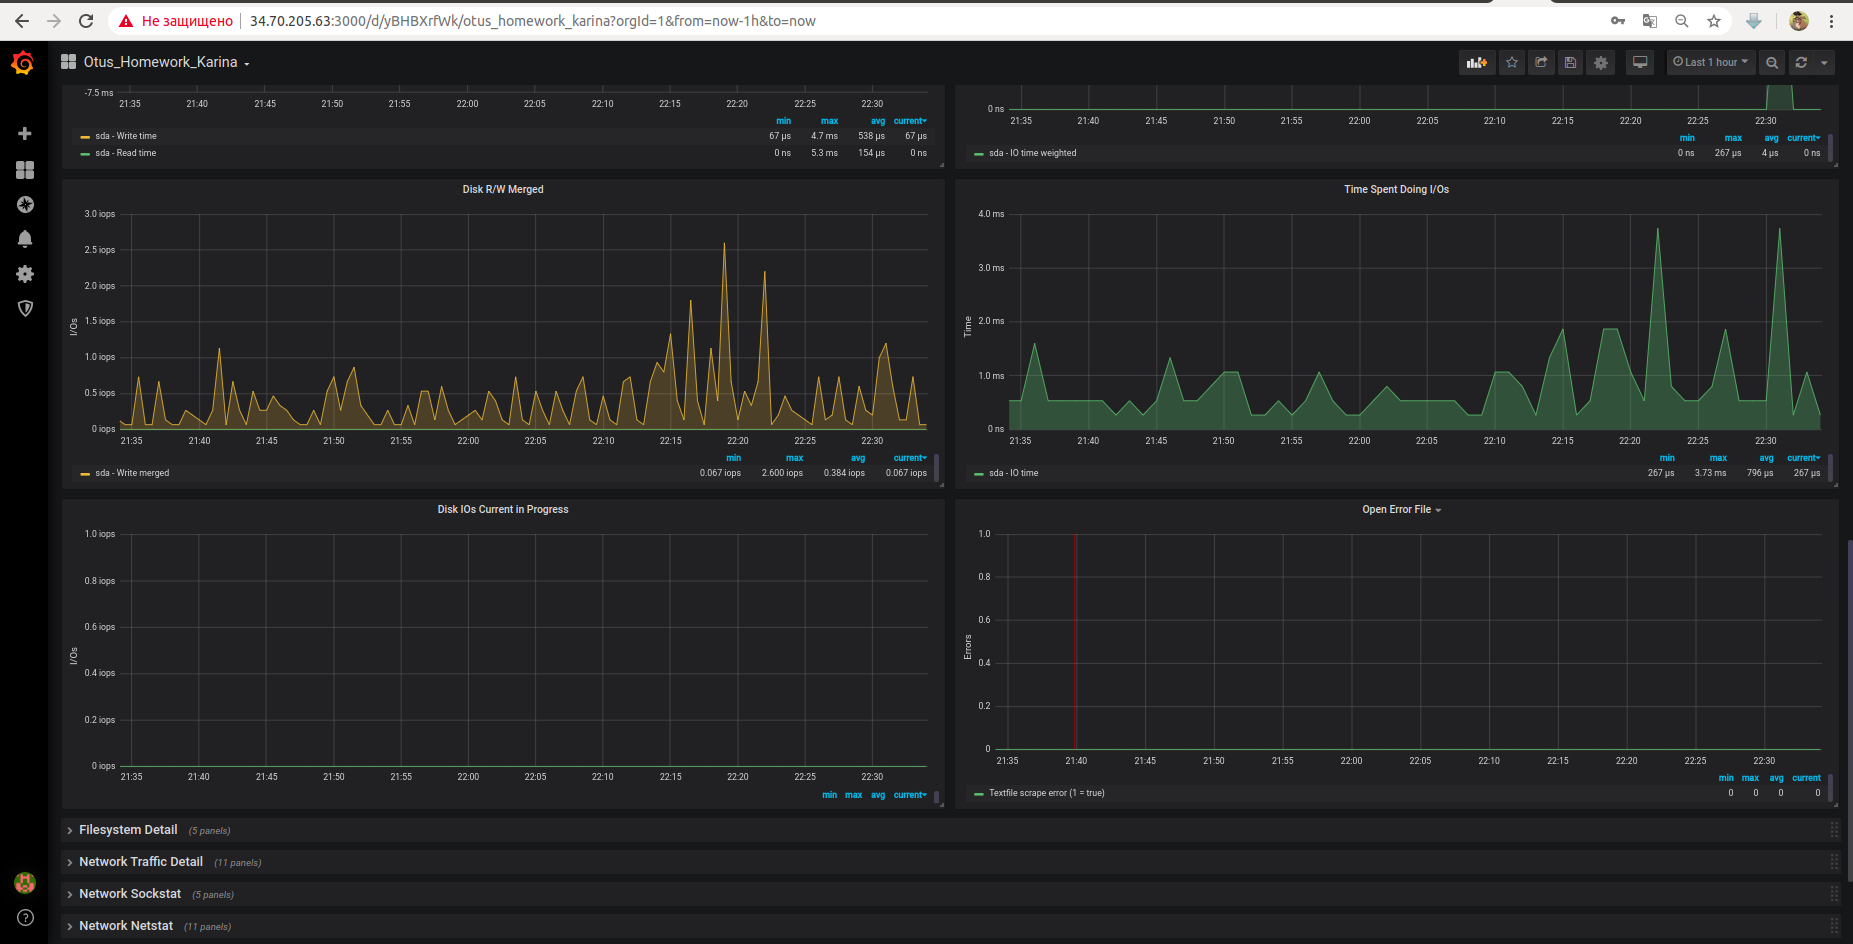 Не защищено 34.70.205.63:3000/d/yBHBXrfWk/otus_homework_karina?orgId=1&from=now-1h&to=now
Otus_Homework_Karina
Last 1 hour
-7.5 ms
21:35 21:40 21:45 21:50 21:55 22:00 22:05 22:10 22:15 22:20 22:25 22:30
min max avg current
sda - Write time 67 µs 4.7 ms 538 µs 67 µs
sda - Read time 0 ns 5.3 ms 154 µs 0 ns
0 ns
21:35 21:40 21:45 21:50 21:55 22:00 22:05 22:10 22:15 22:20 22:25 22:30
min max avg current
sda - IO time weighted 0 ns 267 µs 4 µs 0 ns
Disk R/W Merged
3.0 iops
2.5 iops
2.0 iops
1.5 iops
1.0 iops
0.5 iops
0 iops
I/Os
21:35 21:40 21:45 21:50 21:55 22:00 22:05 22:10 22:15 22:20 22:25 22:30
min max avg current
sda - Write merged 0.067 iops 2.600 iops 0.384 iops 0.067 iops
Time Spent Doing I/Os
4.0 ms
3.0 ms
2.0 ms
1.0 ms
0 ns
Time
21:35 21:40 21:45 21:50 21:55 22:00 22:05 22:10 22:15 22:20 22:25 22:30
min max avg current
sda - IO time 267 µs 3.73 ms 796 µs 267 µs
Disk IOs Current in Progress
1.0 iops
0.8 iops
0.6 iops
0.4 iops
0.2 iops
0 iops
I/Os
21:35 21:40 21:45 21:50 21:55 22:00 22:05 22:10 22:15 22:20 22:25 22:30
min max avg current
Open Error File
1.0
0.8
0.6
0.4
0.2
0
Errors
21:35 21:40 21:45 21:50 21:55 22:00 22:05 22:10 22:15 22:20 22:25 22:30
min max avg current
Textfile scrape error (1 = true) 0 0 0 0
Filesystem Detail (5 panels)
Network Traffic Detail (11 panels)
Network Sockstat (5 panels)
Network Netstat (11 panels)